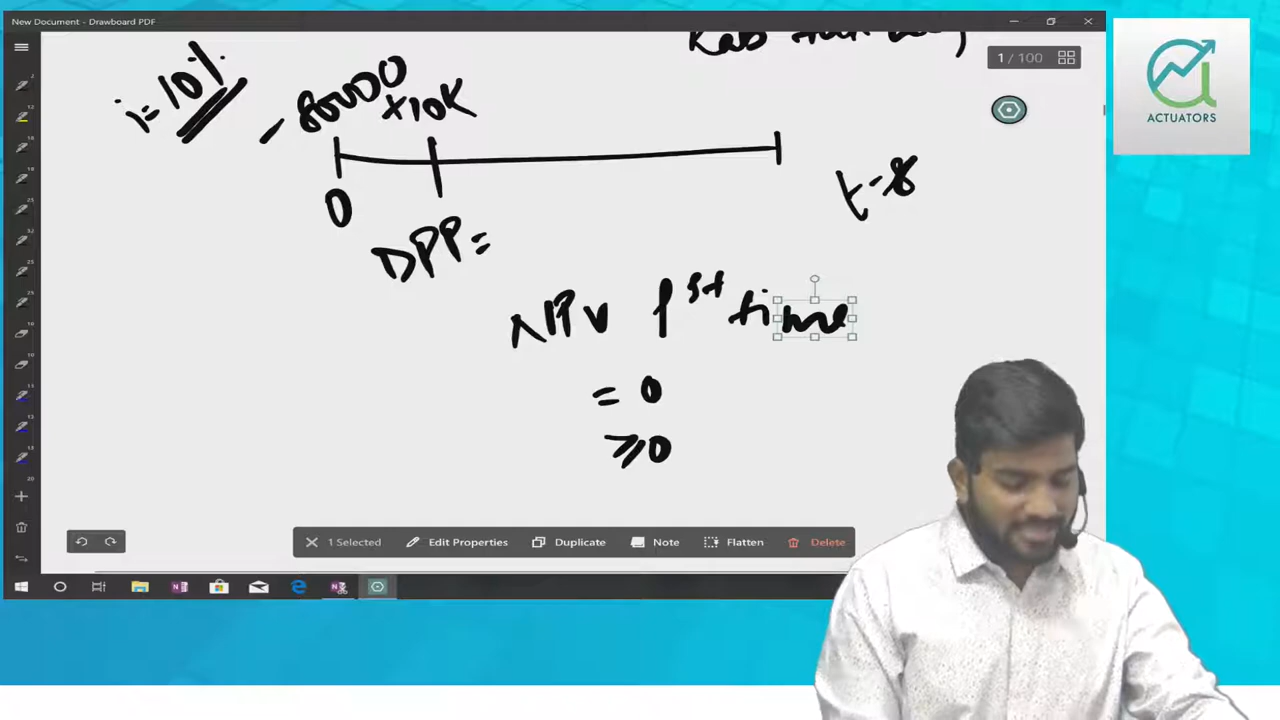 New Document - Drawboard PDF
1 / 100
i = 10%
- 80000
x10K
0
t-8
DPP =
NPV 1st time
= 0
≥0
1 Selected
Edit Properties
Duplicate
Note
Flatten
Delete
ACTUATORS